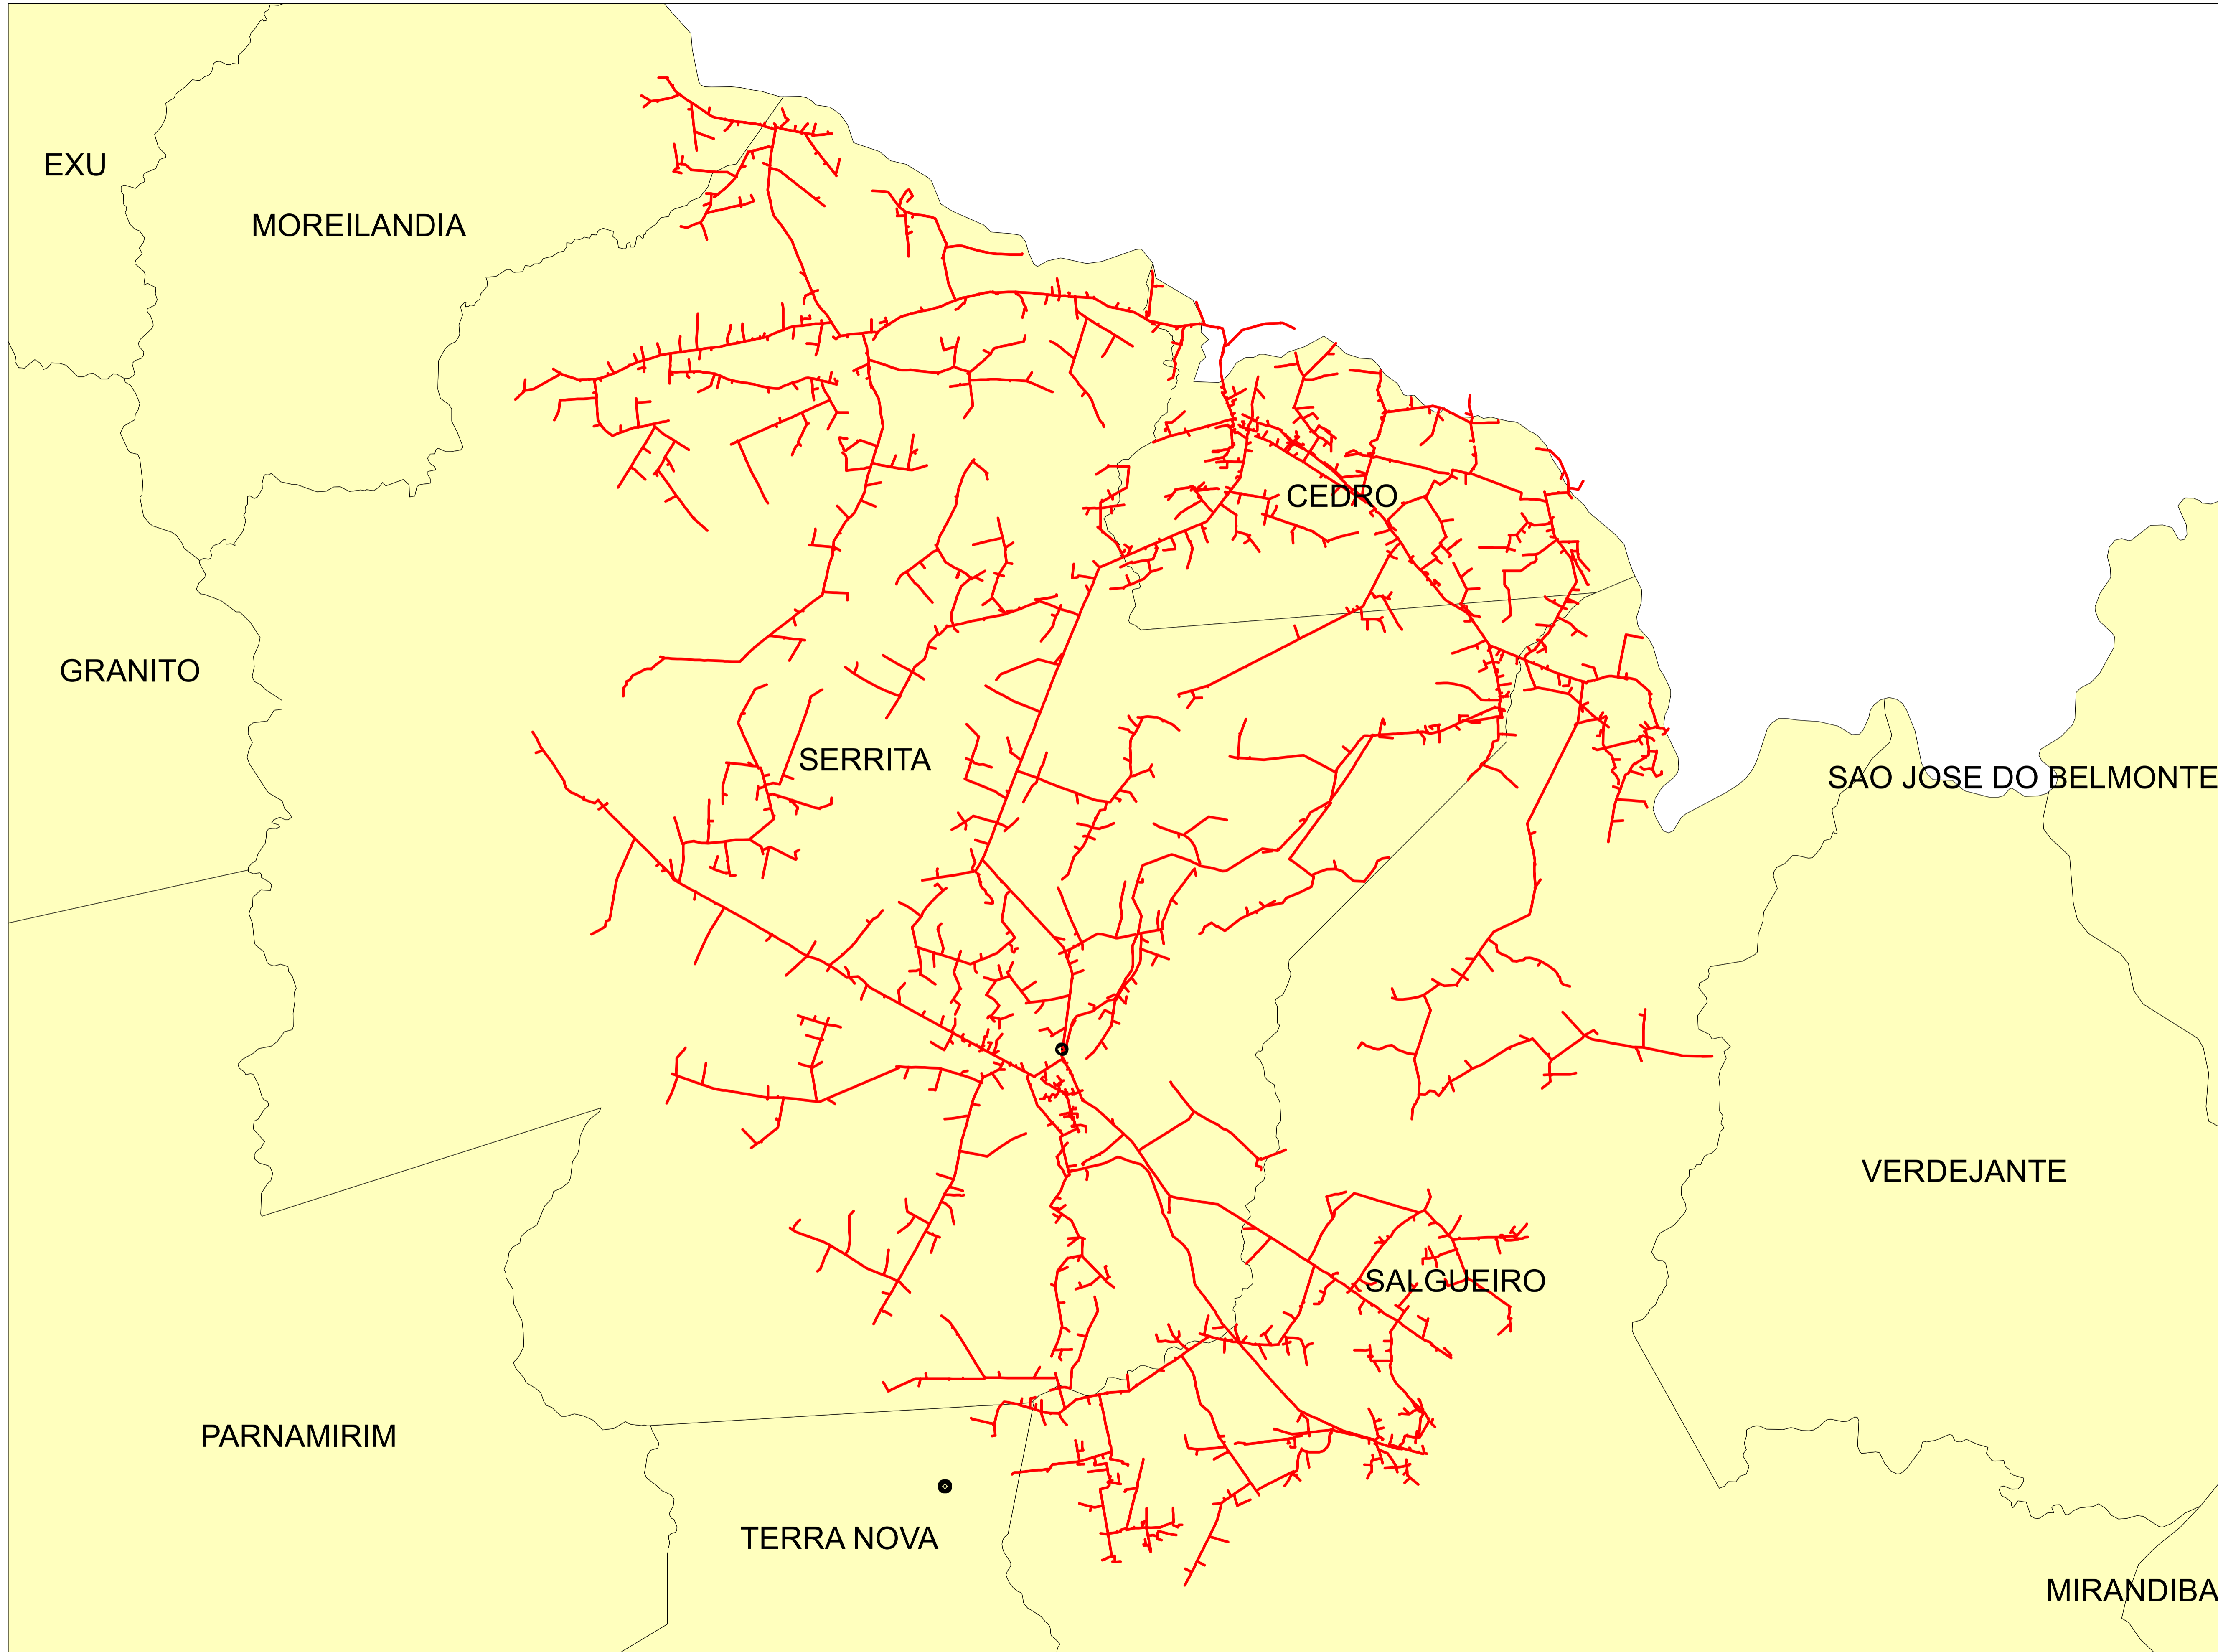 EXU
MOREILANDIA
CEDRO
GRANITO
SERRITA
SAO JOSE DO BELMONTE
VERDEJANTE
SALGUEIRO
PARNAMIRIM
TERRA NOVA
MIRANDIBA